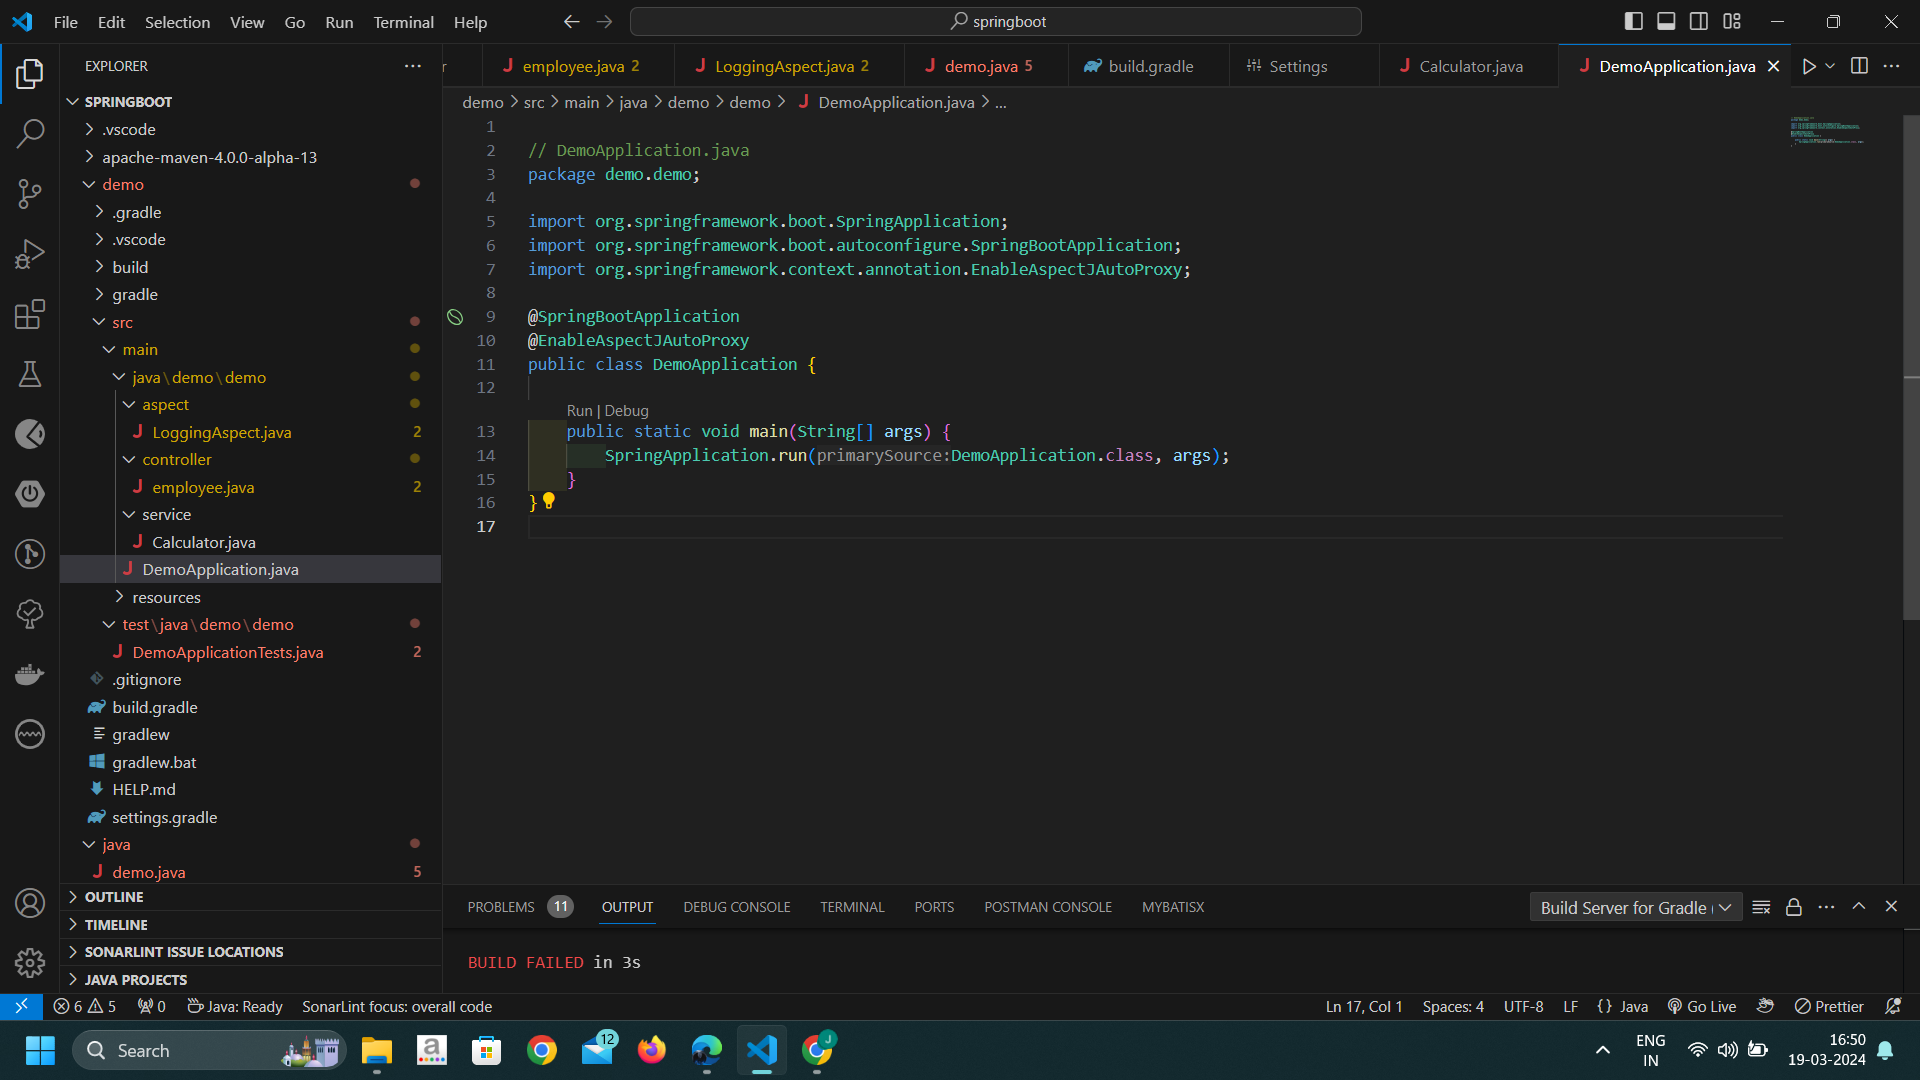 File Edit Selection View Go Run Terminal Help
springboot
EXPLORER
r
employee.java 2
LoggingAspect.java 2
demo.java 5
build.gradle
Settings
Calculator.java
DemoApplication.java
SPRINGBOOT
.vscode
apache-maven-4.0.0-alpha-13
demo
.gradle
.vscode
build
gradle
src
main
java\demo\demo
aspect
LoggingAspect.java 2
controller
employee.java 2
service
Calculator.java
DemoApplication.java
resources
test\java\demo\demo
DemoApplicationTests.java 2
.gitignore
build.gradle
gradlew
gradlew.bat
HELP.md
settings.gradle
java
demo.java 5
OUTLINE
TIMELINE
SONARLINT ISSUE LOCATIONS
JAVA PROJECTS
demo > src > main > java > demo > demo > DemoApplication.java > ...
1
2 // DemoApplication.java
3 package demo.demo;
4
5 import org.springframework.boot.SpringApplication;
6 import org.springframework.boot.autoconfigure.SpringBootApplication;
7 import org.springframework.context.annotation.EnableAspectJAutoProxy;
8
9 @SpringBootApplication
10 @EnableAspectJAutoProxy
11 public class DemoApplication {
12
Run | Debug
13 public static void main(String[] args) {
14 SpringApplication.run(primarySource:DemoApplication.class, args);
15 }
16 }
17
PROBLEMS 11 OUTPUT DEBUG CONSOLE TERMINAL PORTS POSTMAN CONSOLE MYBATISX
Build Server for Gradle (
BUILD FAILED in 3s
6 5 0 Java: Ready SonarLint focus: overall code
Ln 17, Col 1 Spaces: 4 UTF-8 LF {} Java Go Live Prettier
Search
a
12
J
ENG
IN
16:50
19-03-2024